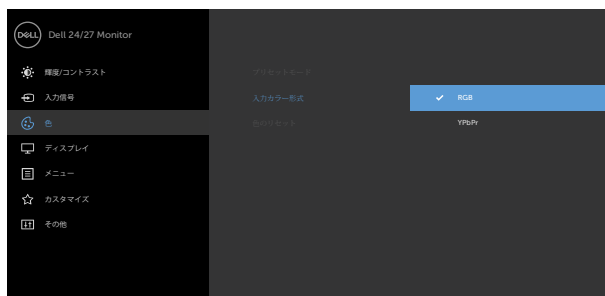 DELL
Dell 24/27 Monitor
輝度/コントラスト
入力信号
色
ディスプレイ
メニュー
カスタマイズ
その他
プリセットモード
入力カラー形式
色のリセット
RGB
YPbPr